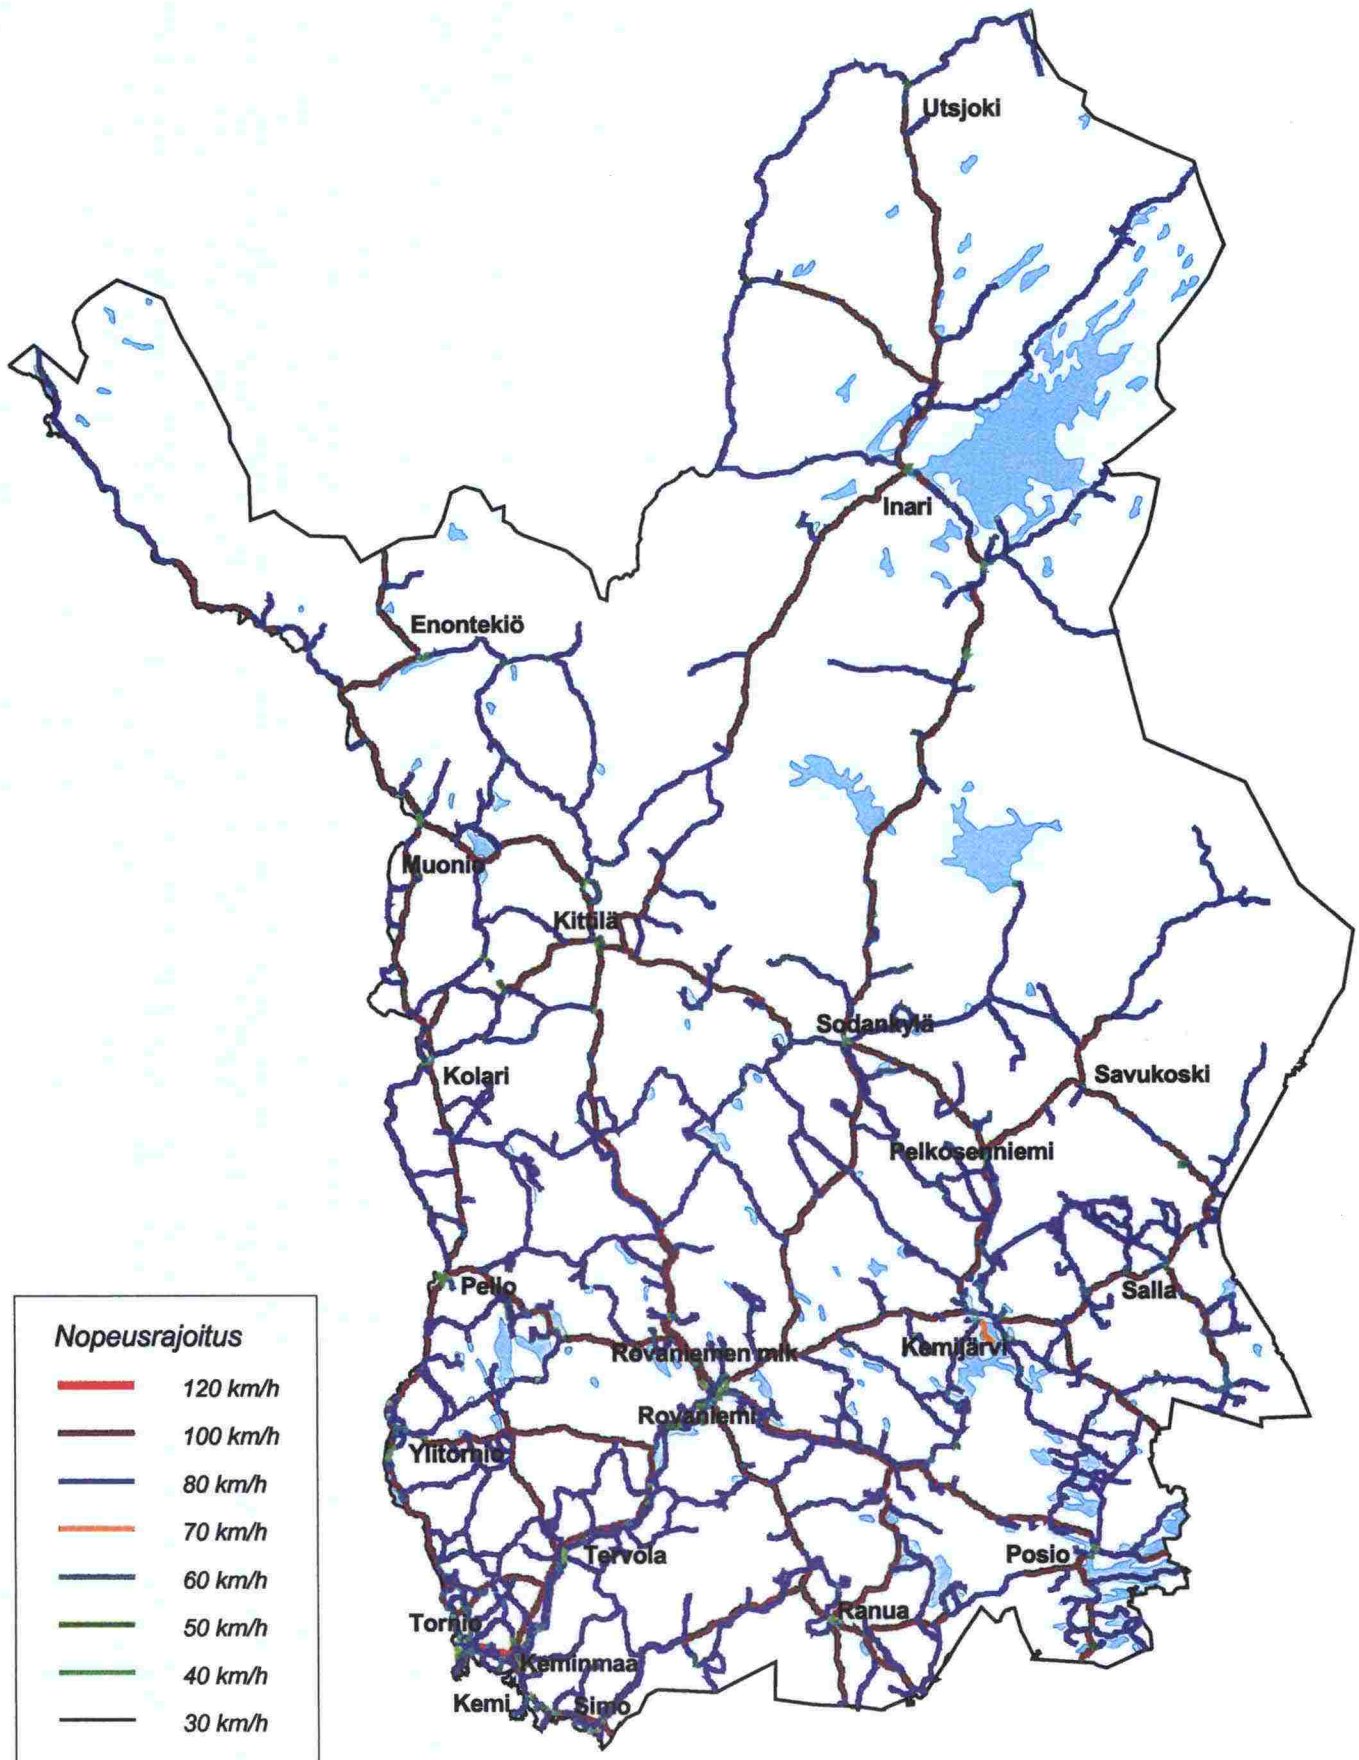 Utsjoki
Inari
Enontekiö
Muonio
Kittilä
Sodankylä
Kolari
Savukoski
Pelkosenniemi
Pello
Salla
Nopeusrajoitus
Rovaniemen mlk
Kemijärvi
120 km/h
Rovaniemi
100 km/h
Ylitornio
80 km/h
70 km/h
Tervola
Posio
60 km/h
Tornio
Ranua
50 km/h
Keminmaa
40 km/h
Kemi
Simo
30 km/h